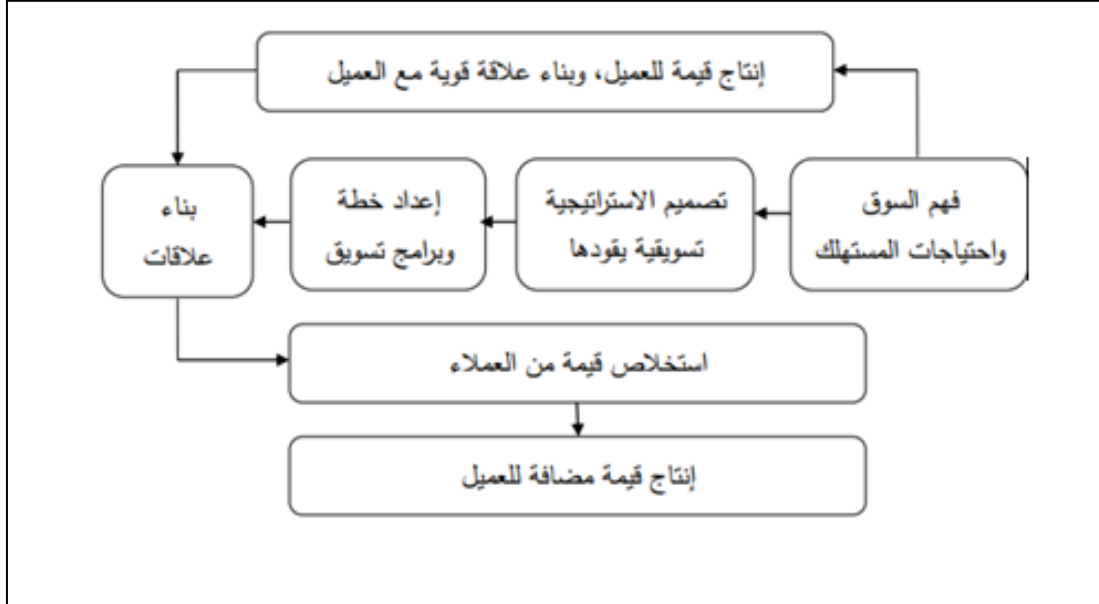 إنتاج قيمة للعميل، وبناء علاقة قوية مع العميل
فهم السوق
واحتياجات المستهلك
تصميم الاستراتيجية
تسويقية يقودها
إعداد خطة
وبرامج تسويق
بناء
علاقات
استخلاص قيمة من العملاء
إنتاج قيمة مضافة للعميل